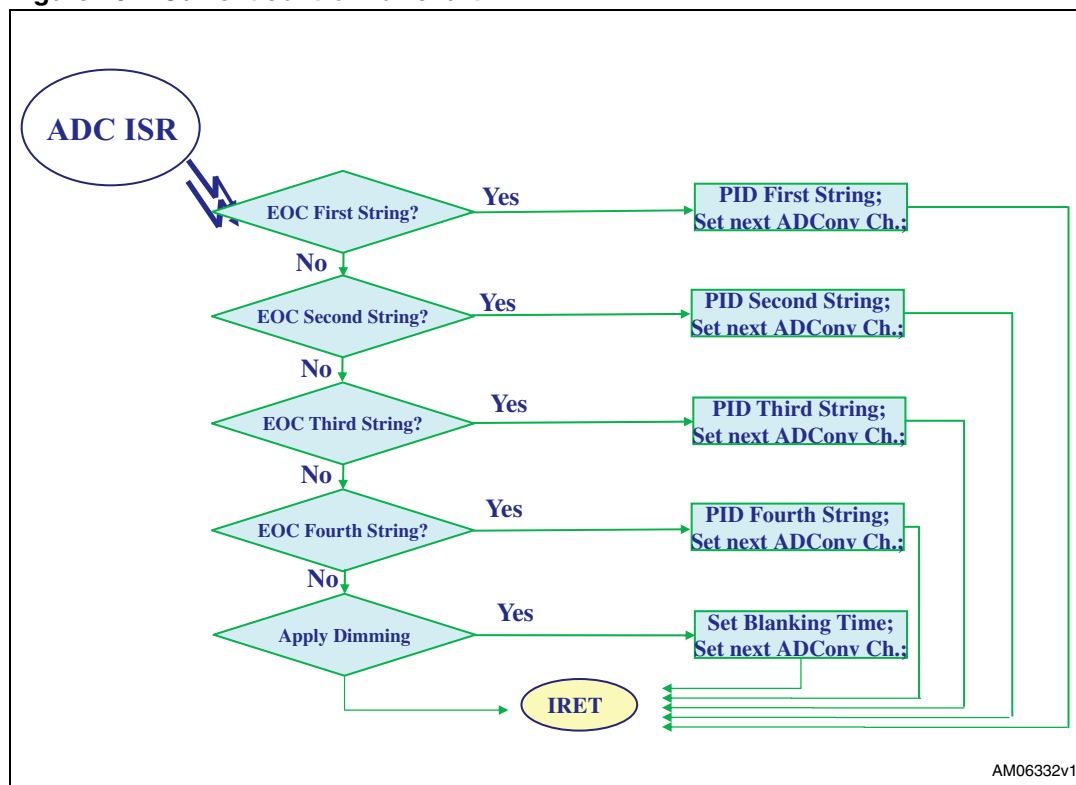 ADC ISR
EOC First String?
Yes
PID First String;
Set next ADConv Ch.;
No
EOC Second String?
Yes
PID Second String;
Set next ADConv Ch.;
No
EOC Third String?
Yes
PID Third String;
Set next ADConv Ch.;
No
EOC Fourth String?
Yes
PID Fourth String;
Set next ADConv Ch.;
No
Apply Dimming
Yes
Set Blanking Time;
Set next ADConv Ch.;
IRET
AM06332v1